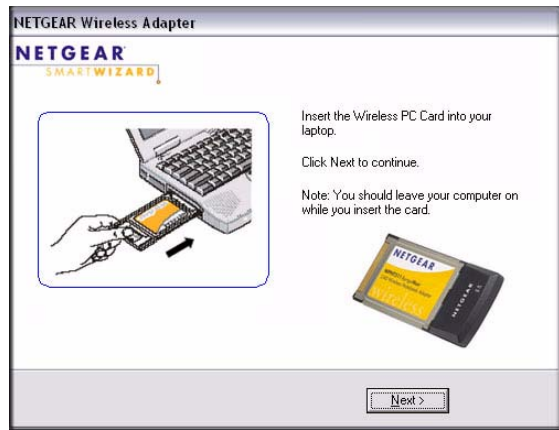 NETGEAR Wireless Adapter
NETGEAR
SMARTWIZARD
Insert the Wireless PC Card into your
laptop.
Click Next to continue.
Note: You should leave your computer on
while you insert the card.
NETGEAR
wireless
NETGEAR
Next >